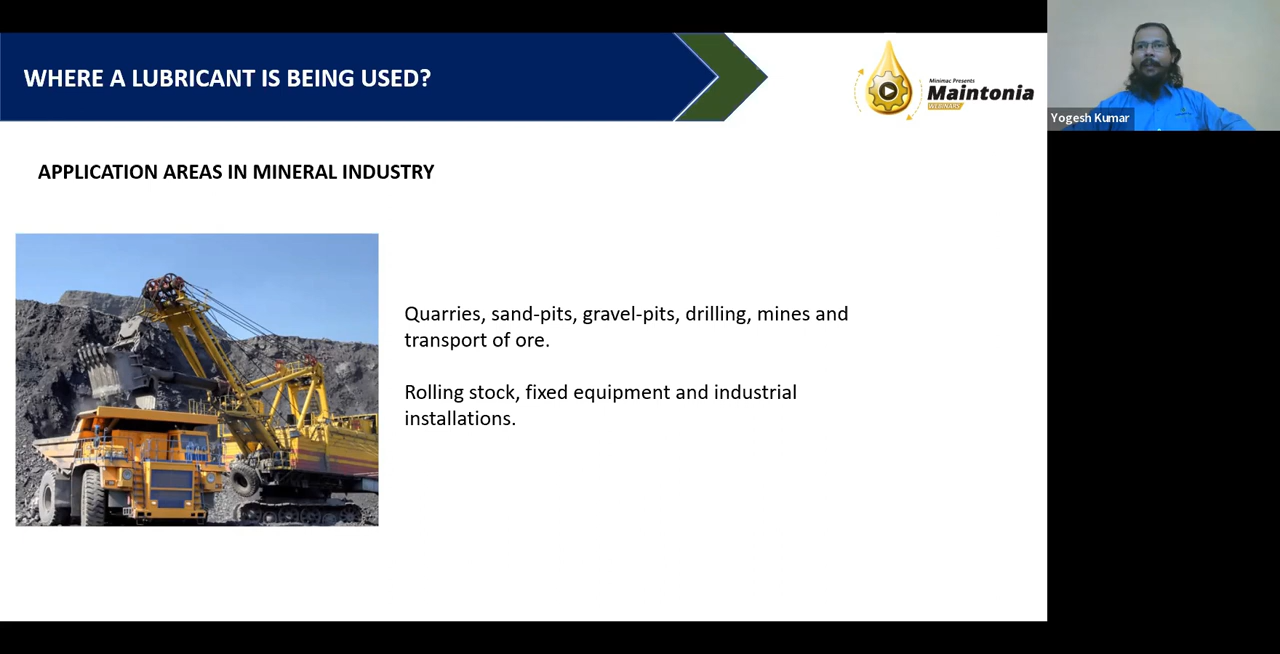 WHERE A LUBRICANT IS BEING USED?
Minimac Presents
Maintonia
WEBINARS
Yogesh Kumar
APPLICATION AREAS IN MINERAL INDUSTRY
Quarries, sand-pits, gravel-pits, drilling, mines and
transport of ore.
Rolling stock, fixed equipment and industrial
installations.